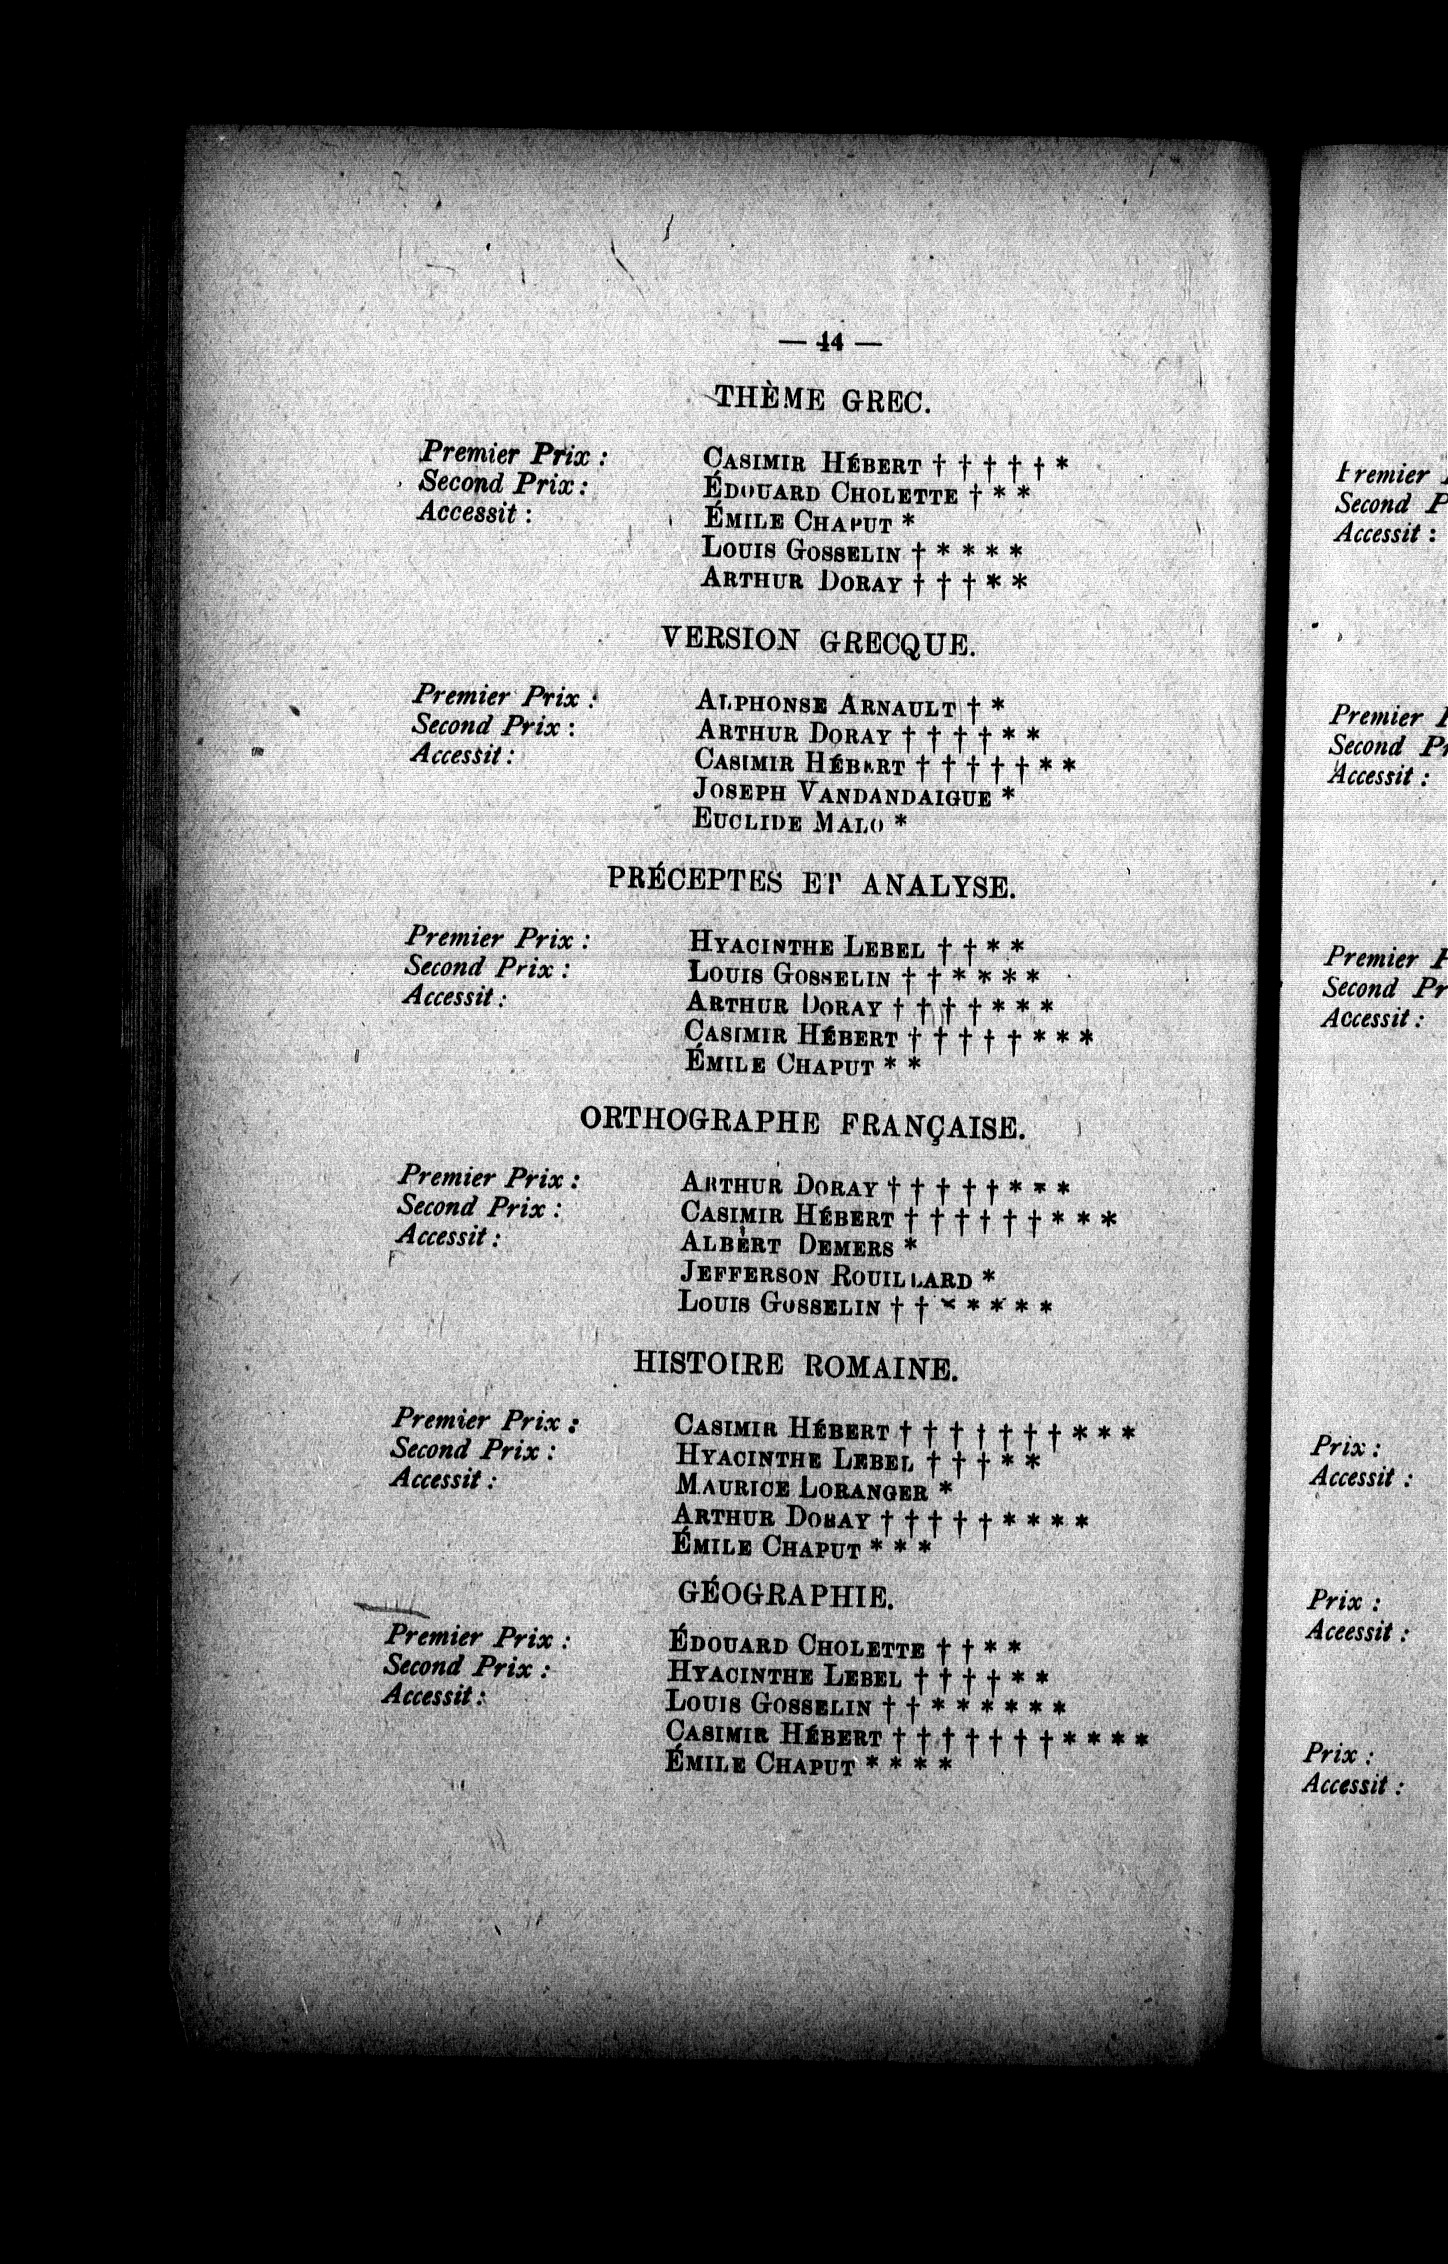 — 44 —
THÈME GREC.
Premier Prix : CASIMIR HÉBERT † † † † † *
Second Prix : ÉDOUARD CHOLETTE † * *
Accessit : ÉMILE CHAPUT *
LOUIS GOSSELIN † * * * *
ARTHUR DORAY † † † * *
VERSION GRECQUE.
Premier Prix : ALPHONSE ARNAULT † *
Second Prix : ARTHUR DORAY † † † † * *
Accessit : CASIMIR HÉBERT † † † † † * *
JOSEPH VANDANDAIGUE *
EUCLIDE MALO *
PRÉCEPTES ET ANALYSE.
Premier Prix : HYACINTHE LEBEL † † * *
Second Prix : LOUIS GOSSELIN † † * * * *
Accessit : ARTHUR DORAY † † † † * * *
CASIMIR HÉBERT † † † † † * * *
ÉMILE CHAPUT * *
ORTHOGRAPHE FRANÇAISE.
Premier Prix : ARTHUR DORAY † † † † † * * *
Second Prix : CASIMIR HÉBERT † † † † † † * * *
Accessit : ALBERT DEMERS *
JEFFERSON ROUILLARD *
LOUIS GOSSELIN † † * * * * *
HISTOIRE ROMAINE.
Premier Prix : CASIMIR HÉBERT † † † † † † † * * *
Second Prix : HYACINTHE LEBEL † † † * *
Accessit : MAURICE LORANGER *
ARTHUR DORAY † † † † † * * * *
ÉMILE CHAPUT * * *
GÉOGRAPHIE.
Premier Prix : ÉDOUARD CHOLETTE † † * *
Second Prix : HYACINTHE LEBEL † † † † * *
Accessit : LOUIS GOSSELIN † † * * * * * *
CASIMIR HÉBERT † † † † † † † * * * *
ÉMILE CHAPUT * * * *
Premier
Second
Accessit :
Premier
Second
Accessit :
Premier
Second
Accessit :
Prix :
Accessit :
Prix :
Aceessit :
Prix :
Accessit :